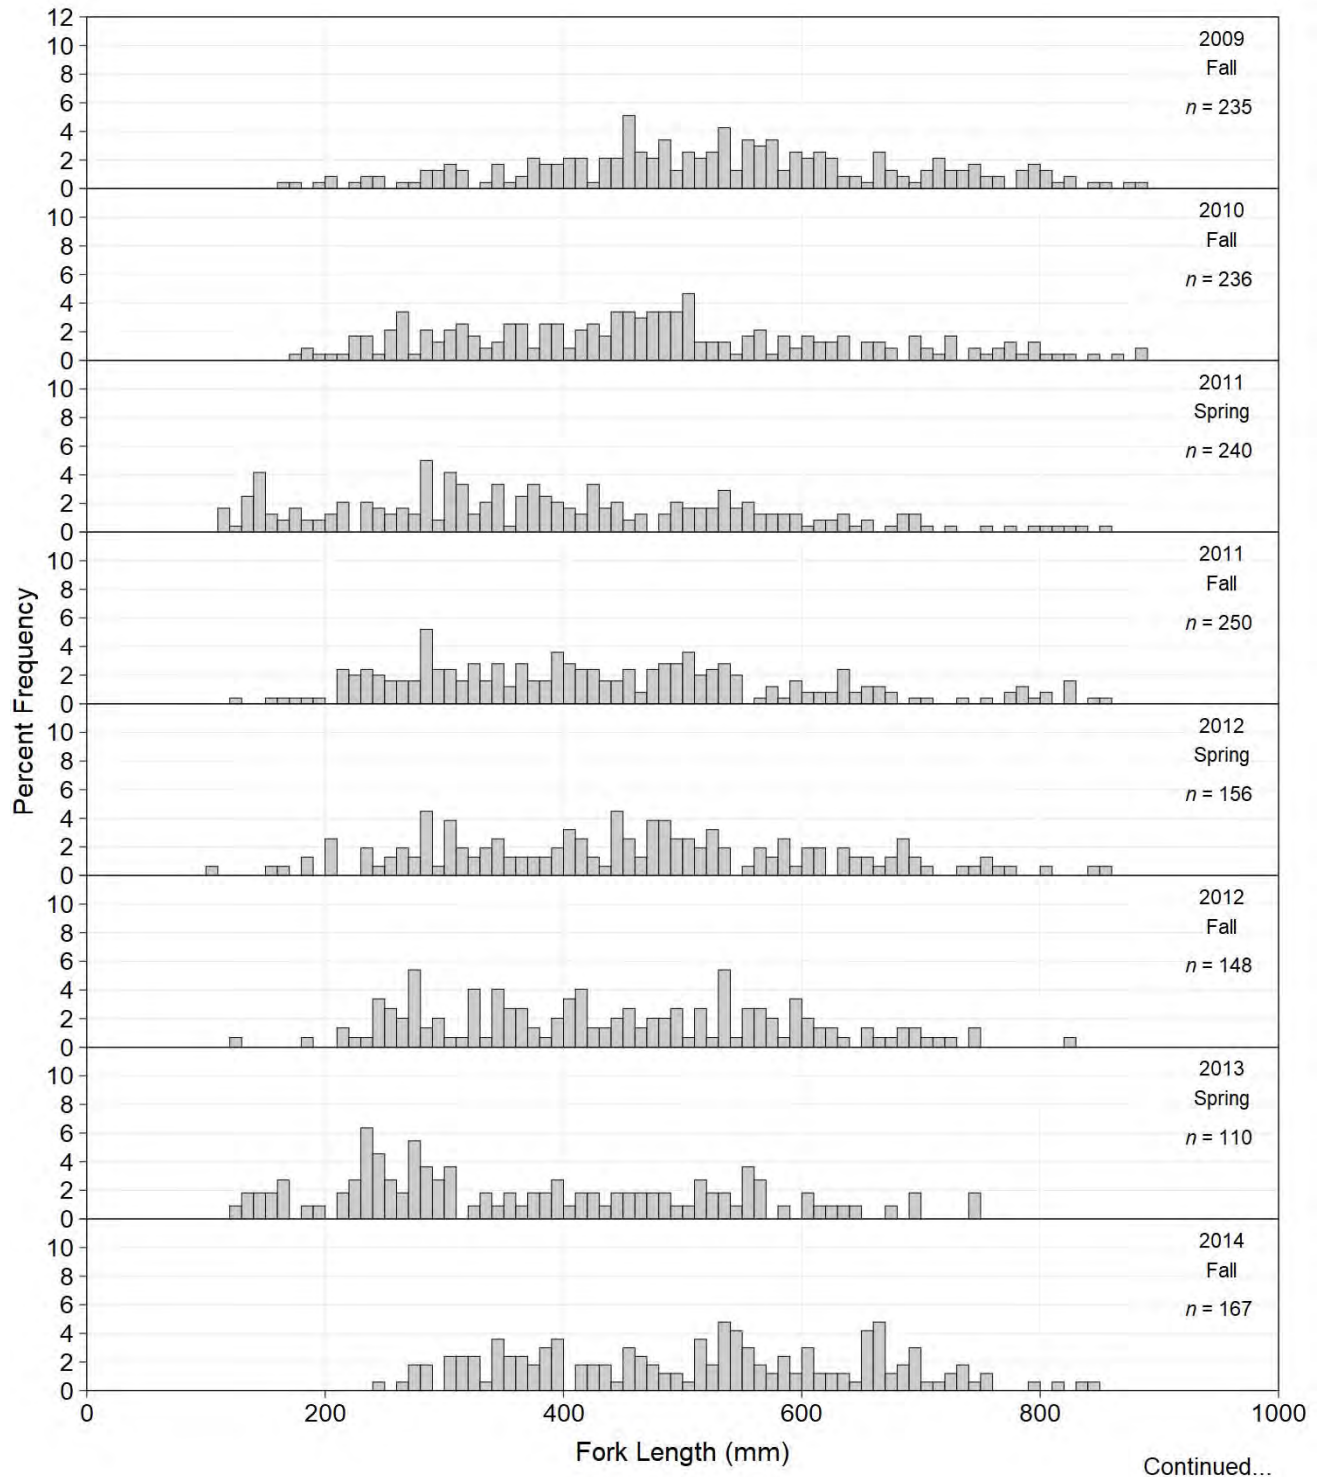 12
10
8
6
4
2
0
2009
Fall
n = 235
10
8
6
4
2
0
2010
Fall
n = 236
10
8
6
4
2
0
2011
Spring
n = 240
10
8
6
4
2
0
2011
Fall
n = 250
10
8
6
4
2
0
2012
Spring
n = 156
10
8
6
4
2
0
2012
Fall
n = 148
10
8
6
4
2
0
2013
Spring
n = 110
10
8
6
4
2
0
2014
Fall
n = 167
Percent Frequency
0 200 400 600 800 1000
Fork Length (mm)
Continued...